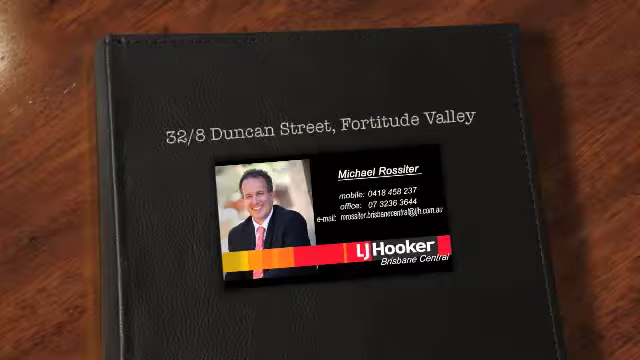 32/8 Duncan Street, Fortitude Valley
Michael Rossiter
mobile: 0418 458 237
office: 07 3236 3644
e-mail: mrossiter.brisbanecentral@ljh.com.au
LJ Hooker
Brisbane Central